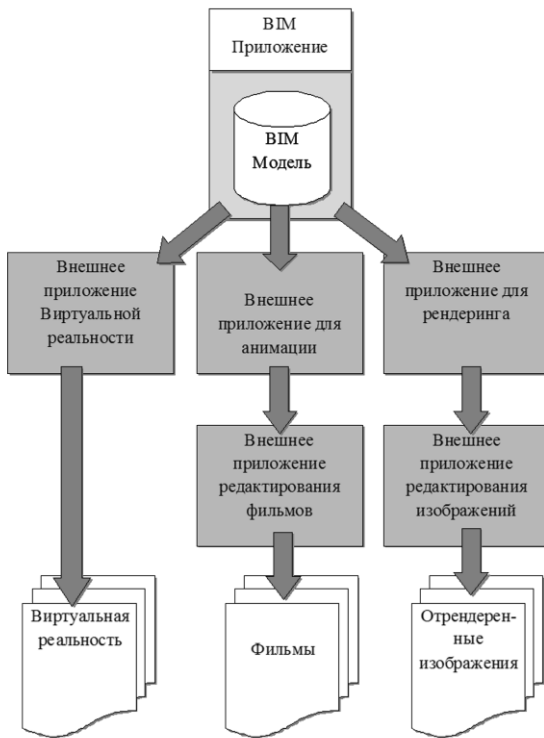 BIM
Приложение
BIM
Модель
Внешнее
приложение
Виртуальной
реальности
Внешнее
приложение для
анимации
Внешнее
приложение для
рендеринга
Внешнее
приложение
редактирования
фильмов
Внешнее
приложение
редактирования
изображений
Виртуальная
реальность
Фильмы
Отрендерен-
ные
изображения